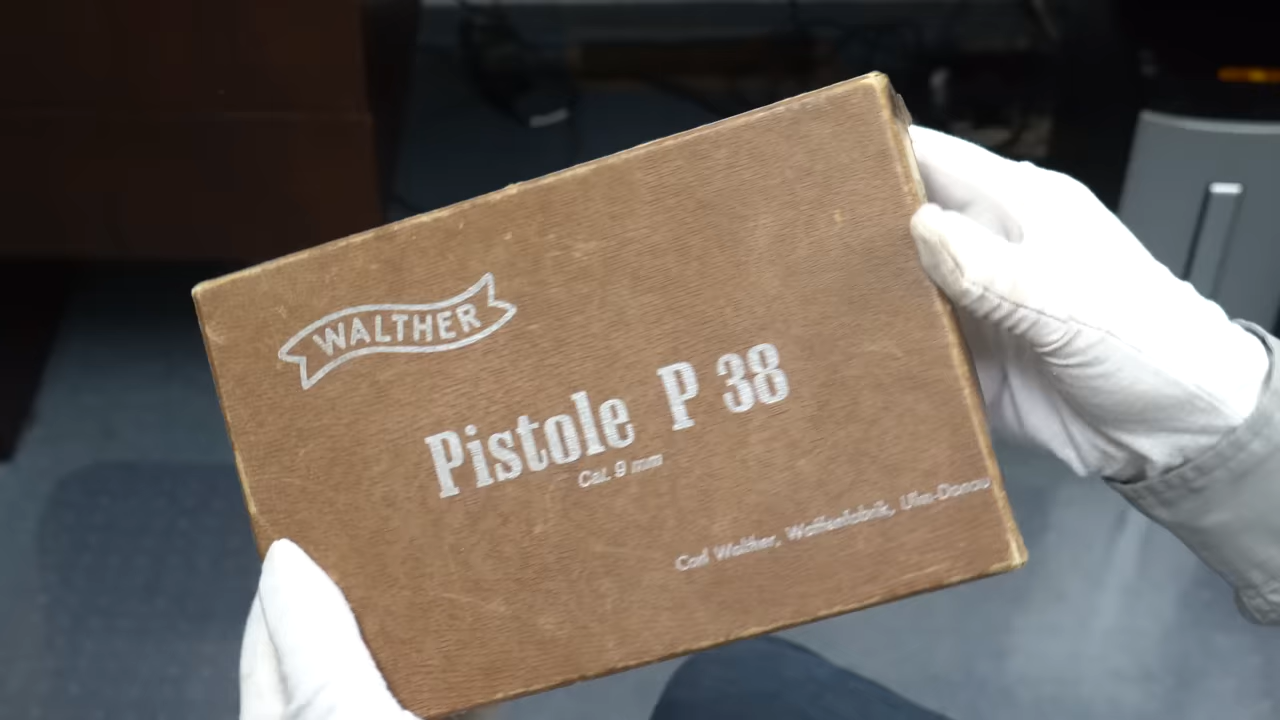 WALTHER
Pistole P 38
Cal. 9 mm
Carl Walther, Waffenfabrik, Ulm-Donau